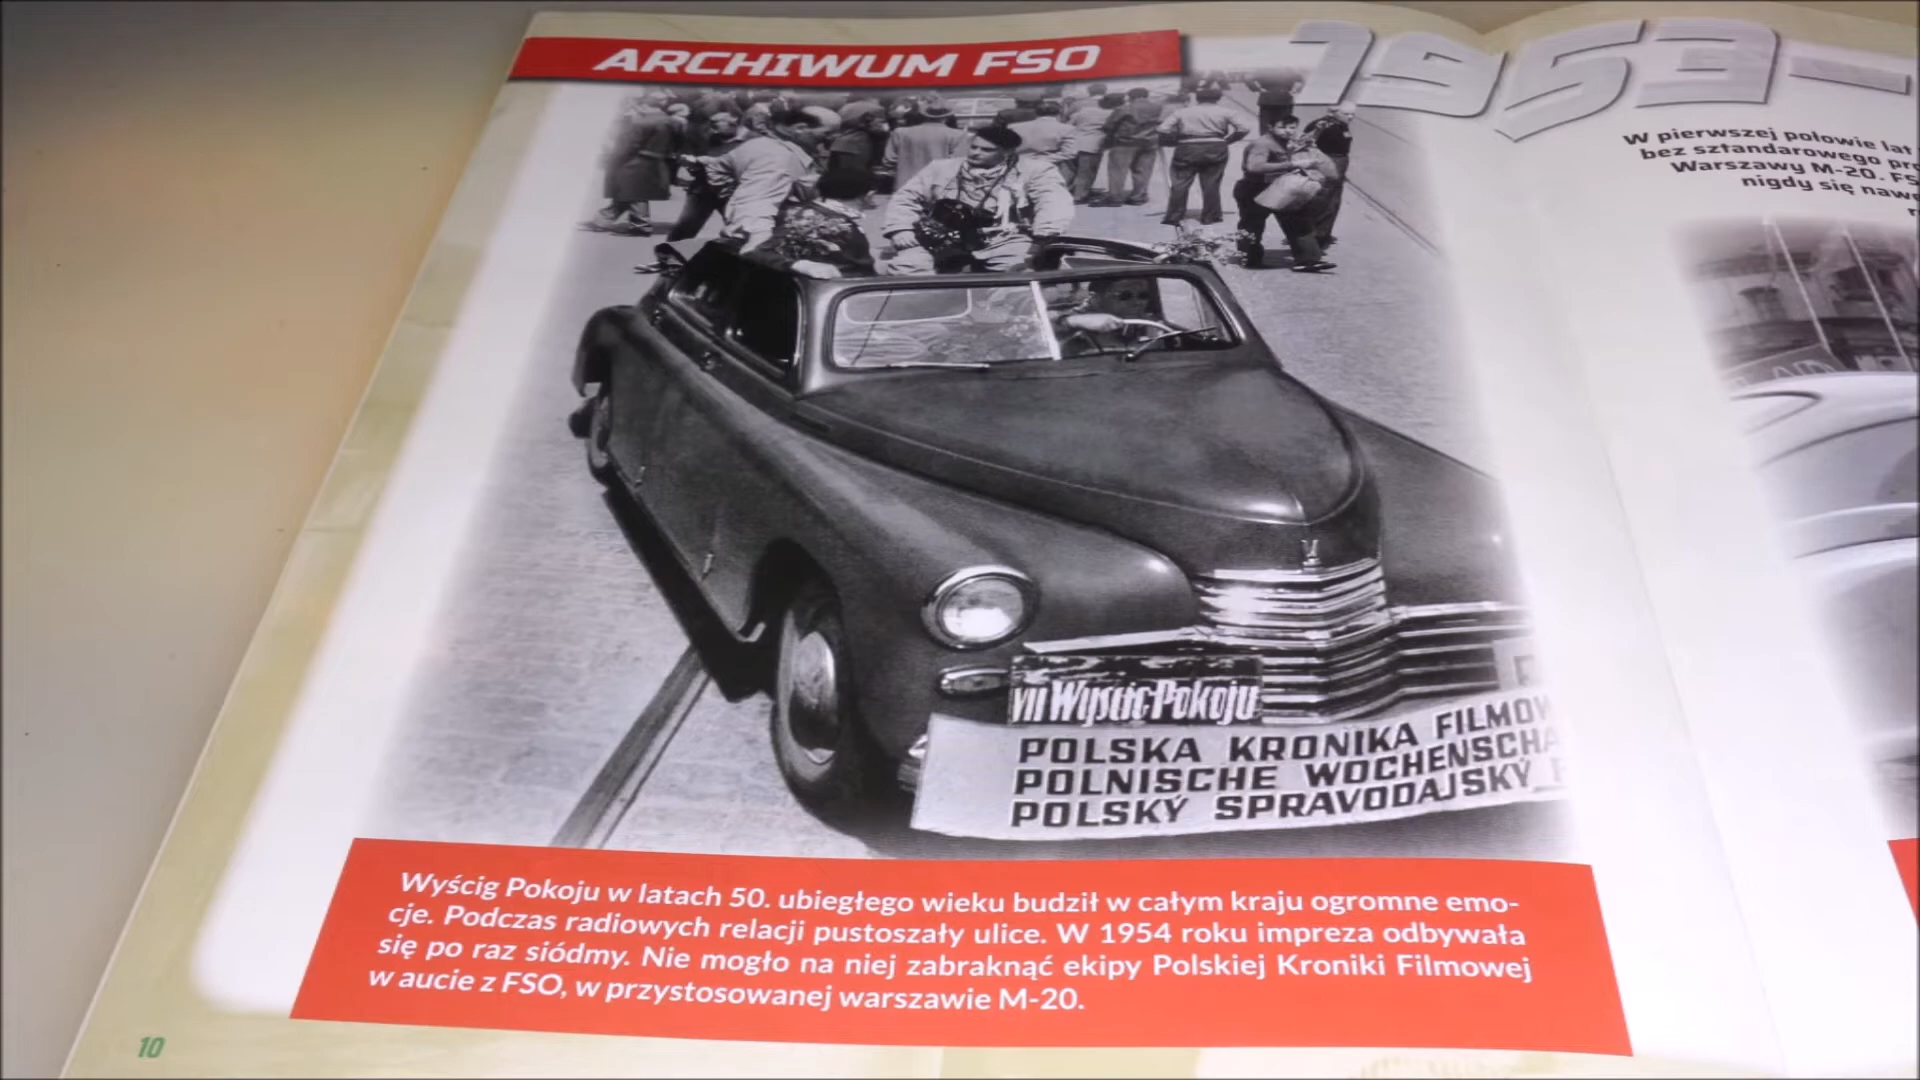 ARCHIWUM FSO
1953-
W pierwszej połowie lat
bez sztandarowego
Warszawy M-20.
nigdy się
VII Wyścig Pokoju
POLSKA KRONIKA
POLNISCHE
POLSKÝ SPRAVODAJSKÝ
Wyścig Pokoju w latach 50. ubiegłego wieku budził w całym kraju ogromne emo-
cje. Podczas radiowych relacji pustoszały ulice. W 1954 roku impreza odbywała
się po raz siódmy. Nie mogło na niej zabraknąć ekipy Polskiej Kroniki Filmowej
w aucie z FSO, w przystosowanej warszawie M-20.
10